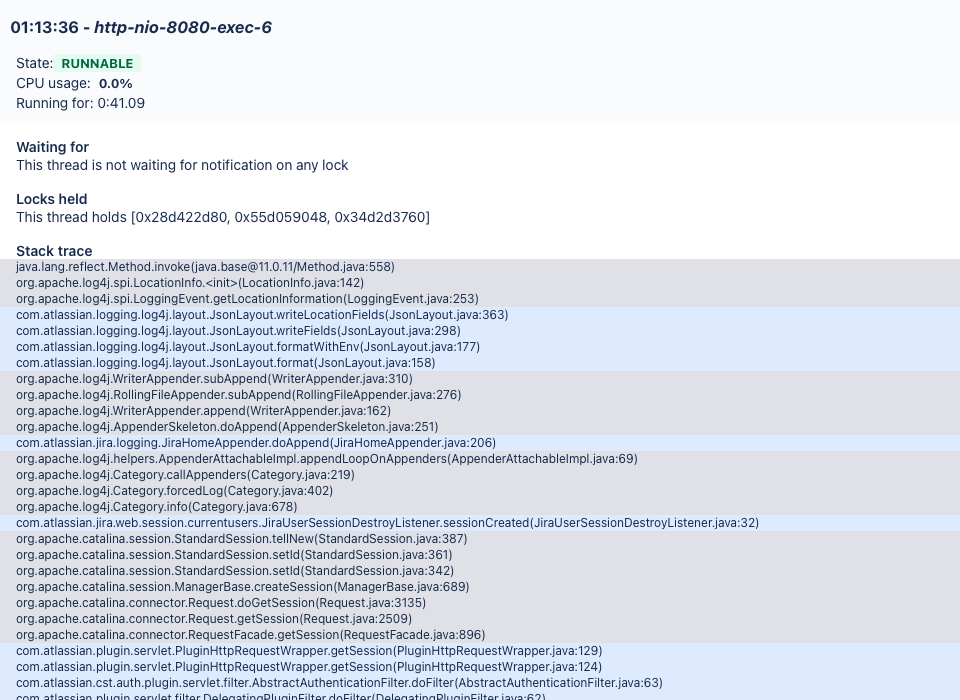 01:13:36 - http-nio-8080-exec-6
State: RUNNABLE
CPU usage: 0.0%
Running for: 0:41.09
Waiting for
This thread is not waiting for notification on any lock
Locks held
This thread holds [0x28d422d80, 0x55d059048, 0x34d2d3760]
Stack trace
java.lang.reflect.Method.invoke(java.base@11.0.11/Method.java:558)
org.apache.log4j.spi.LocationInfo.<init>(LocationInfo.java:142)
org.apache.log4j.spi.LoggingEvent.getLocationInformation(LoggingEvent.java:253)
com.atlassian.logging.log4j.layout.JsonLayout.writeLocationFields(JsonLayout.java:363)
com.atlassian.logging.log4j.layout.JsonLayout.writeFields(JsonLayout.java:298)
com.atlassian.logging.log4j.layout.JsonLayout.formatWithEnv(JsonLayout.java:177)
com.atlassian.logging.log4j.layout.JsonLayout.format(JsonLayout.java:158)
org.apache.log4j.WriterAppender.subAppend(WriterAppender.java:310)
org.apache.log4j.RollingFileAppender.subAppend(RollingFileAppender.java:276)
org.apache.log4j.WriterAppender.append(WriterAppender.java:162)
org.apache.log4j.AppenderSkeleton.doAppend(AppenderSkeleton.java:251)
com.atlassian.jira.logging.JiraHomeAppender.doAppend(JiraHomeAppender.java:206)
org.apache.log4j.helpers.AppenderAttachableImpl.appendLoopOnAppenders(AppenderAttachableImpl.java:69)
org.apache.log4j.Category.callAppenders(Category.java:219)
org.apache.log4j.Category.forcedLog(Category.java:402)
org.apache.log4j.Category.info(Category.java:678)
com.atlassian.jira.web.session.currentusers.JiraUserSessionDestroyListener.sessionCreated(JiraUserSessionDestroyListener.java:32)
org.apache.catalina.session.StandardSession.tellNew(StandardSession.java:387)
org.apache.catalina.session.StandardSession.setId(StandardSession.java:361)
org.apache.catalina.session.StandardSession.setId(StandardSession.java:342)
org.apache.catalina.session.ManagerBase.createSession(ManagerBase.java:689)
org.apache.catalina.connector.Request.doGetSession(Request.java:3135)
org.apache.catalina.connector.Request.getSession(Request.java:2509)
org.apache.catalina.connector.RequestFacade.getSession(RequestFacade.java:896)
com.atlassian.plugin.servlet.PluginHttpRequestWrapper.getSession(PluginHttpRequestWrapper.java:129)
com.atlassian.plugin.servlet.PluginHttpRequestWrapper.getSession(PluginHttpRequestWrapper.java:124)
com.atlassian.cst.auth.plugin.servlet.filter.AbstractAuthenticationFilter.doFilter(AbstractAuthenticationFilter.java:63)
com.atlassian.plugin.servlet.filter.DelegatingPluginFilter.doFilter(DelegatingPluginFilter.java:62)